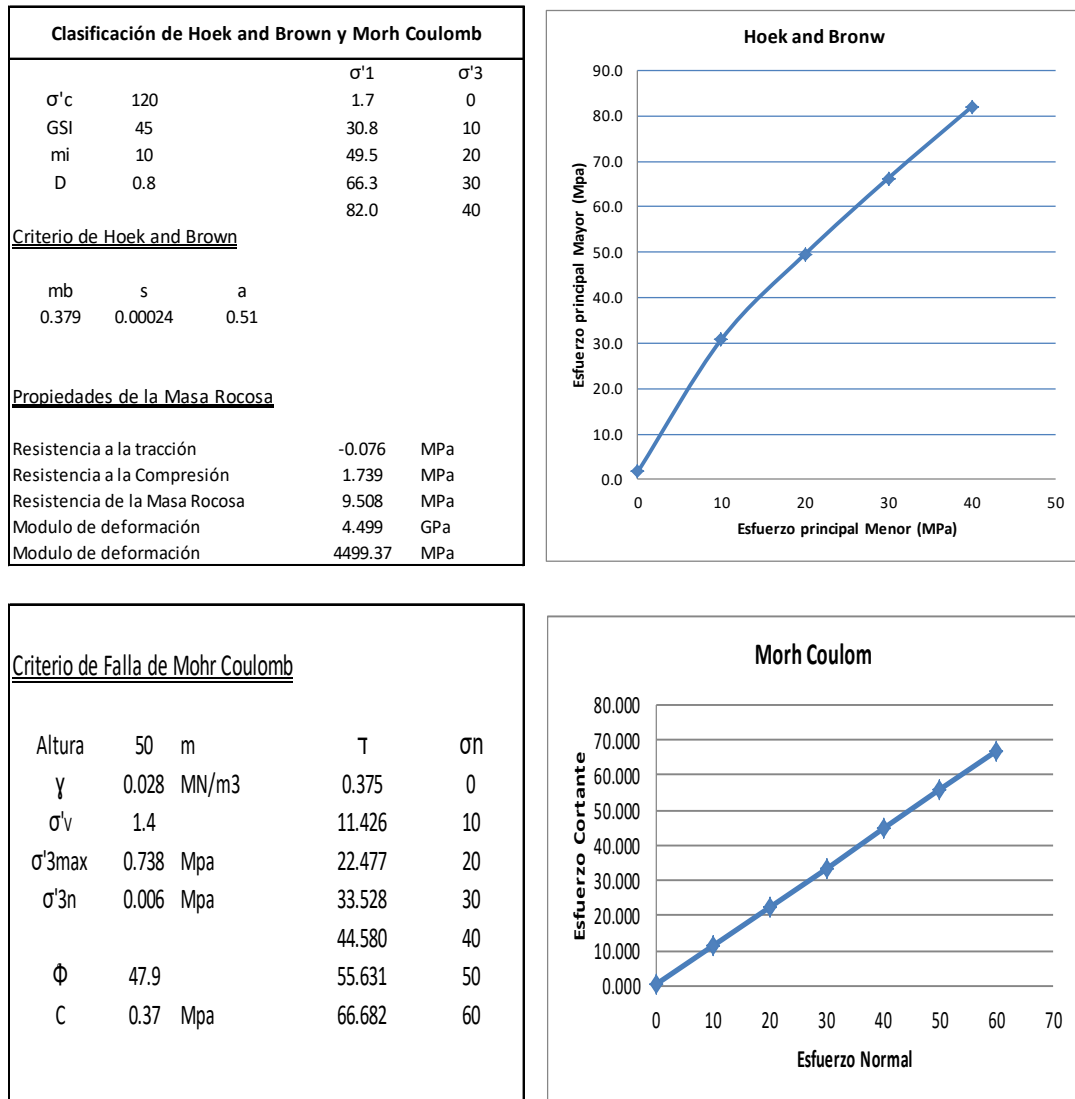 Clasificación de Hoek and Brown y Morh Coulomb
σ'1 σ'3
σ'c 120 1.7 0
GSI 45 30.8 10
mi 10 49.5 20
D 0.8 66.3 30
82.0 40
Criterio de Hoek and Brown
mb s a
0.379 0.00024 0.51
Propiedades de la Masa Rocosa
Resistencia a la tracción -0.076 MPa
Resistencia a la Compresión 1.739 MPa
Resistencia de la Masa Rocosa 9.508 MPa
Modulo de deformación 4.499 GPa
Modulo de deformación 4499.37 MPa
Hoek and Bronw
Esfuerzo principal Mayor (Mpa)
90.0
80.0
70.0
60.0
50.0
40.0
30.0
20.0
10.0
0.0
0 10 20 30 40 50
Esfuerzo principal Menor (MPa)
Criterio de Falla de Mohr Coulomb
Altura 50 m τ σn
γ 0.028 MN/m3 0.375 0
σ'v 1.4 11.426 10
σ'3max 0.738 Mpa 22.477 20
σ'3n 0.006 Mpa 33.528 30
44.580 40
Φ 47.9 55.631 50
C 0.37 Mpa 66.682 60
Morh Coulom
Esfuerzo Cortante
80.000
70.000
60.000
50.000
40.000
30.000
20.000
10.000
0.000
0 10 20 30 40 50 60 70
Esfuerzo Normal